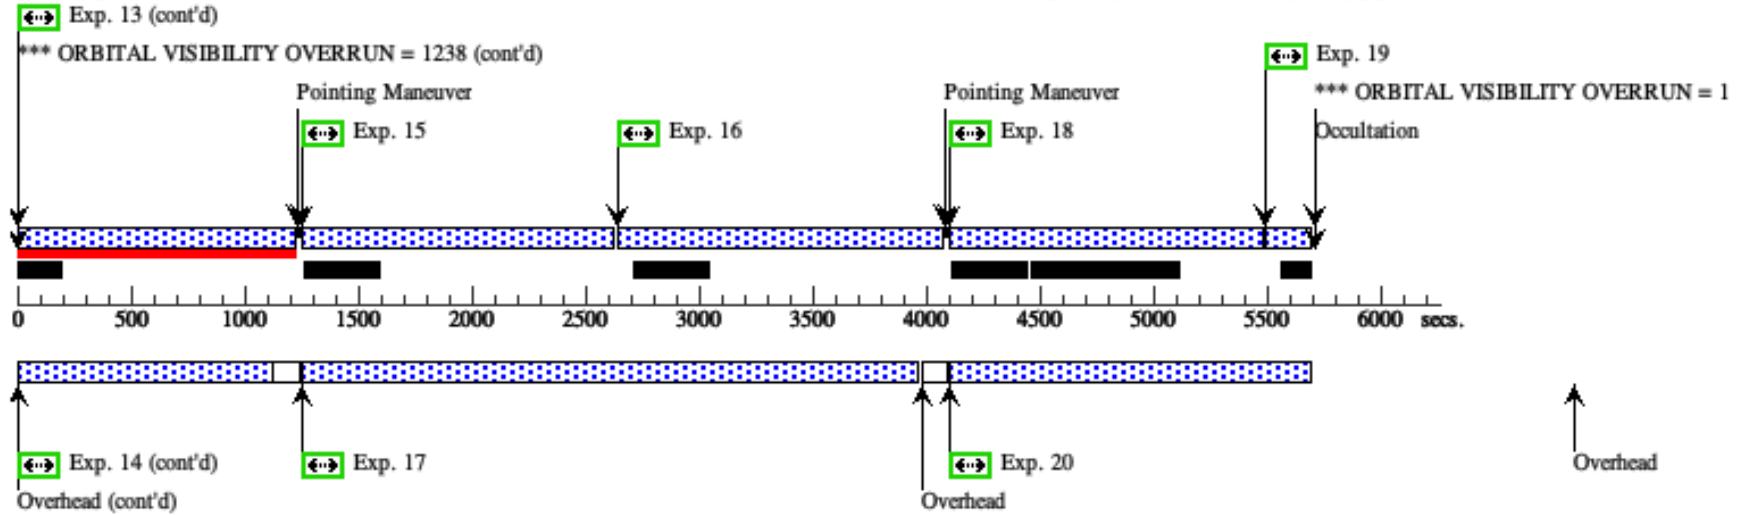 Exp. 13 (cont'd)
*** ORBITAL VISIBILITY OVERRUN = 1238 (cont'd)
Exp. 19
Pointing Maneuver
Pointing Maneuver
*** ORBITAL VISIBILITY OVERRUN = 1
Exp. 15
Exp. 16
Exp. 18
Occultation
0 500 1000 1500 2000 2500 3000 3500 4000 4500 5000 5500 6000 secs.
Exp. 14 (cont'd)
Exp. 17
Exp. 20
Overhead
Overhead (cont'd)
Overhead